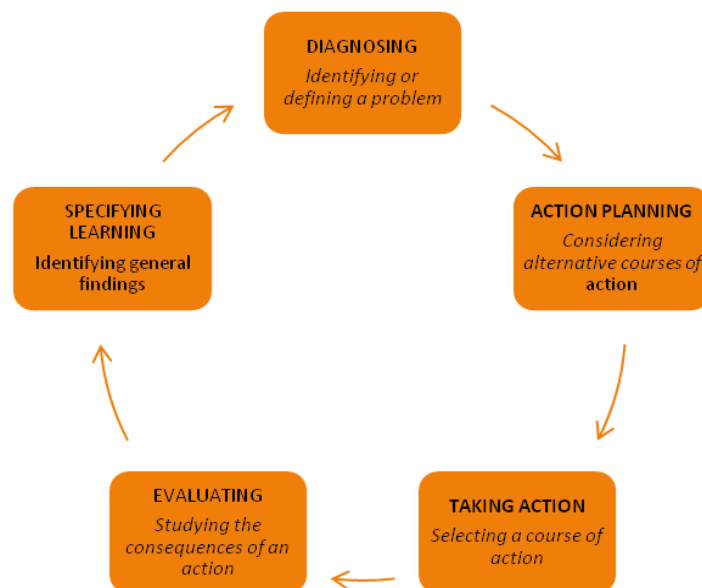 DIAGNOSING
Identifying or
defining a problem
ACTION PLANNING
Considering
alternative courses of
action
TAKING ACTION
Selecting a course of
action
EVALUATING
Studying the
consequences of an
action
SPECIFYING
LEARNING
Identifying general
findings